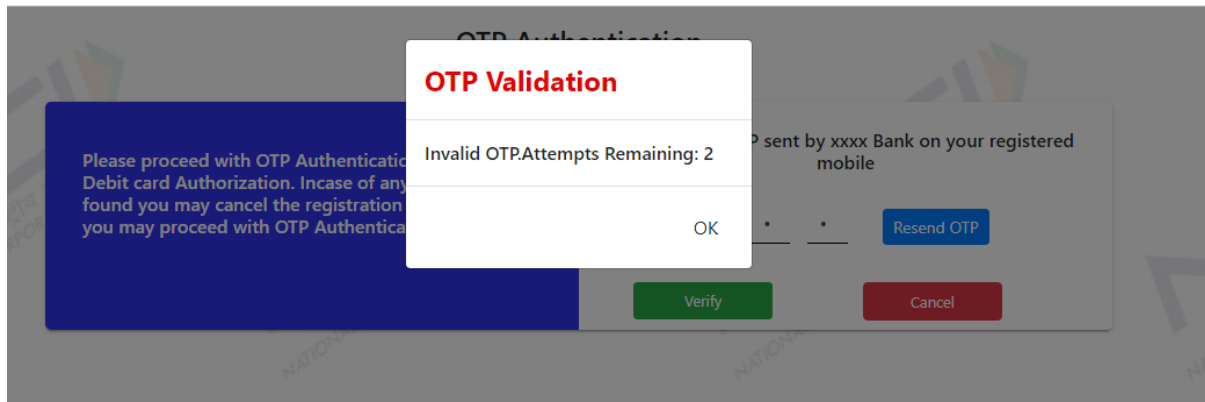 OTP Authentication
OTP Validation
Invalid OTP.Attempts Remaining: 2
OK
Please proceed with OTP
Debit card Authorization. Incase of any
found you may cancel the registration
you may proceed with OTP
sent by xxxx Bank on your registered
mobile
Resend OTP
Verify
Cancel